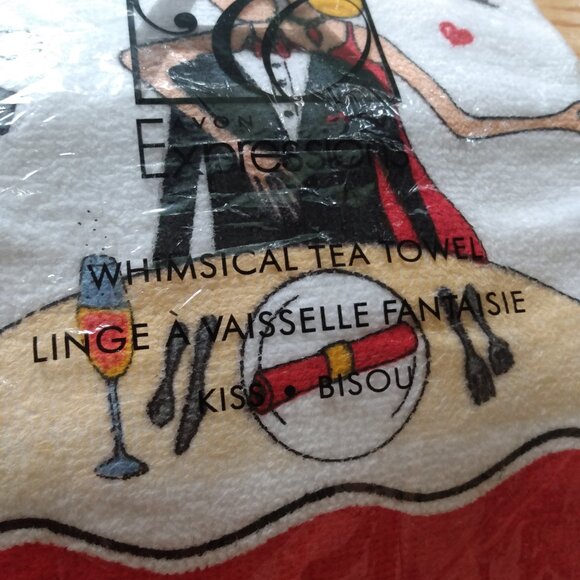 AVON
Expressions
WHIMSICAL TEA TOWEL
LINGE À VAISSELLE FANTAISIE
KISS • BISOU